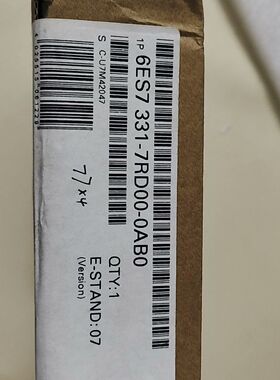 1P 6ES7 331-7RD00-0AB0
S C-U7M42047
QTY:1
E-STAND:07
(Version)
77x4